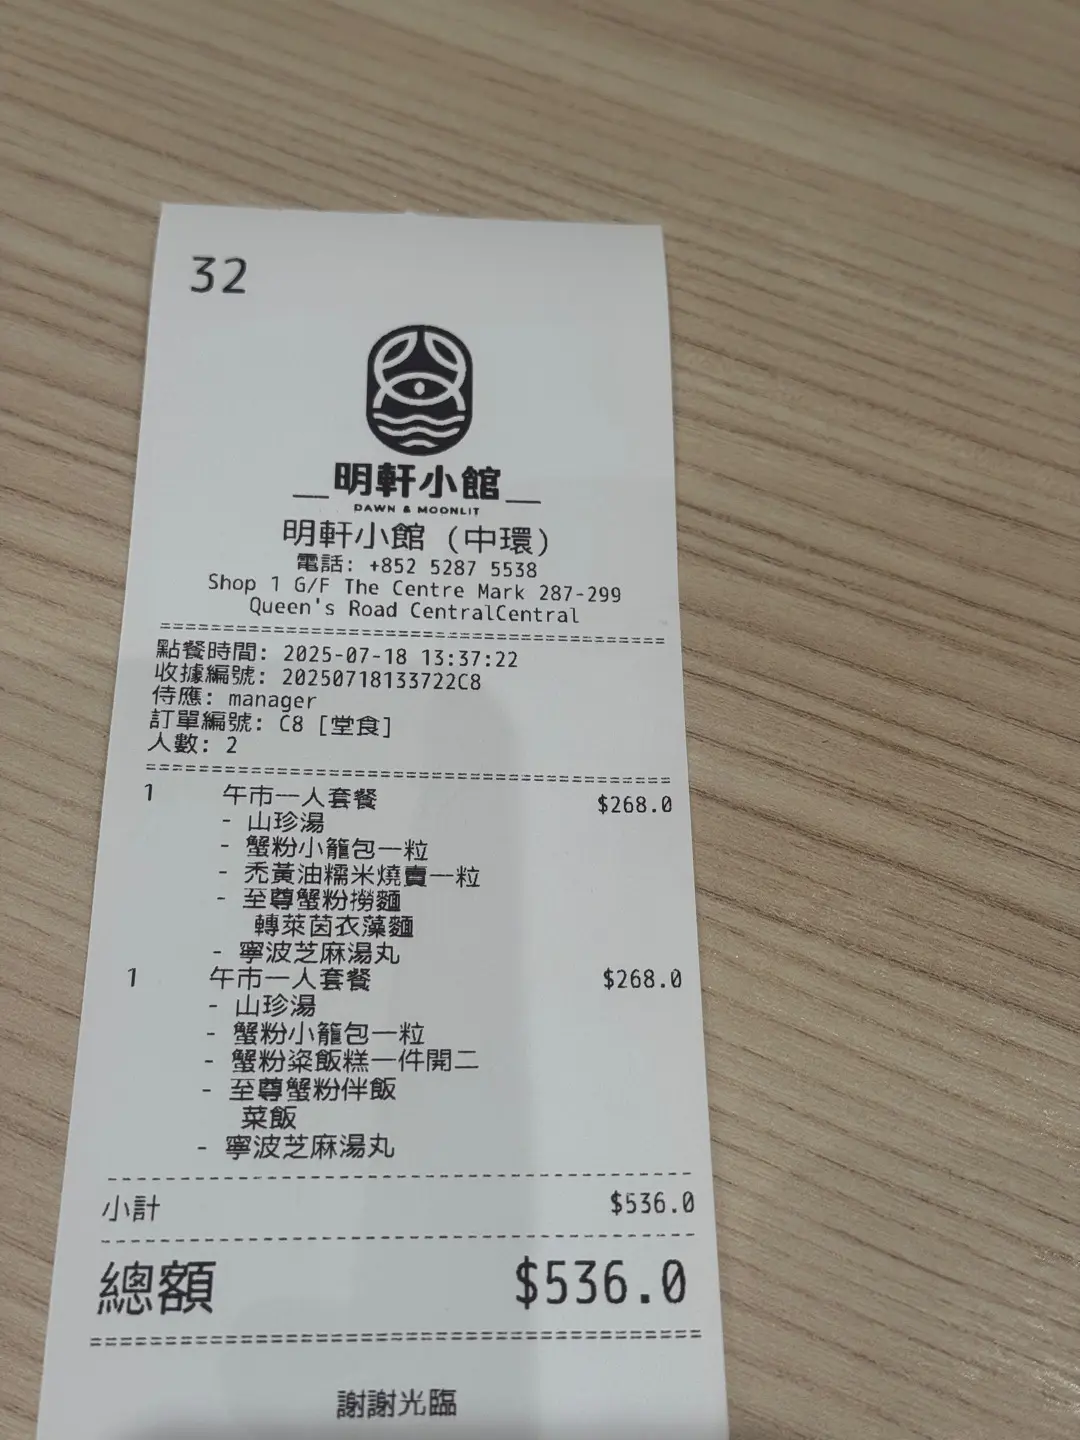 32
明軒小館
DAWN & MOONLIT
明軒小館 (中環)
電話: +852 5287 5538
Shop 1 G/F The Centre Mark 287-299
Queen's Road CentralCentral
點餐時間: 2025-07-18 13:37:22
收據編號: 20250718133722C8
侍應: manager
訂單編號: C8 [堂食]
人數: 2
1 午市一人套餐 $268.0
- 山珍湯
- 蟹粉小籠包一粒
- 禿黃油糯米燒賣一粒
- 至尊蟹粉撈麵
轉萊茵衣藻麵
- 寧波芝麻湯丸
1 午市一人套餐 $268.0
- 山珍湯
- 蟹粉小籠包一粒
- 蟹粉粢飯糕一件開二
- 至尊蟹粉伴飯
菜飯
- 寧波芝麻湯丸
小計 $536.0
總額 $536.0
謝謝光臨